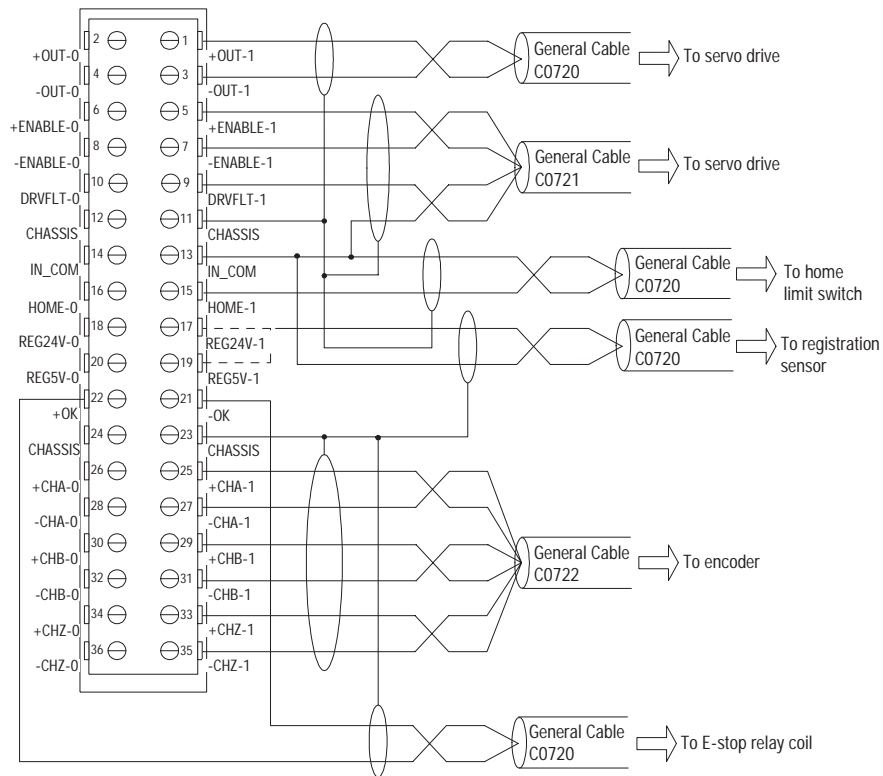 2 1
+OUT-0 +OUT-1
4 3
-OUT-0 -OUT-1
General Cable
C0720
To servo drive
6 5
+ENABLE-0 +ENABLE-1
8 7
-ENABLE-0 -ENABLE-1
10 9
DRVFLT-0 DRVFLT-1
General Cable
C0721
To servo drive
12 11
CHASSIS CHASSIS
14 13
IN_COM IN_COM
16 15
HOME-0 HOME-1
General Cable
C0720
To home
limit switch
18 17
REG24V-0 REG24V-1
20 19
REG5V-0 REG5V-1
General Cable
C0720
To registration
sensor
22 21
+OK -OK
24 23
CHASSIS CHASSIS
26 25
+CHA-0 +CHA-1
28 27
-CHA-0 -CHA-1
30 29
+CHB-0 +CHB-1
32 31
-CHB-0 -CHB-1
34 33
+CHZ-0 +CHZ-1
36 35
-CHZ-0 -CHZ-1
General Cable
C0722
To encoder
General Cable
C0720
To E-stop relay coil